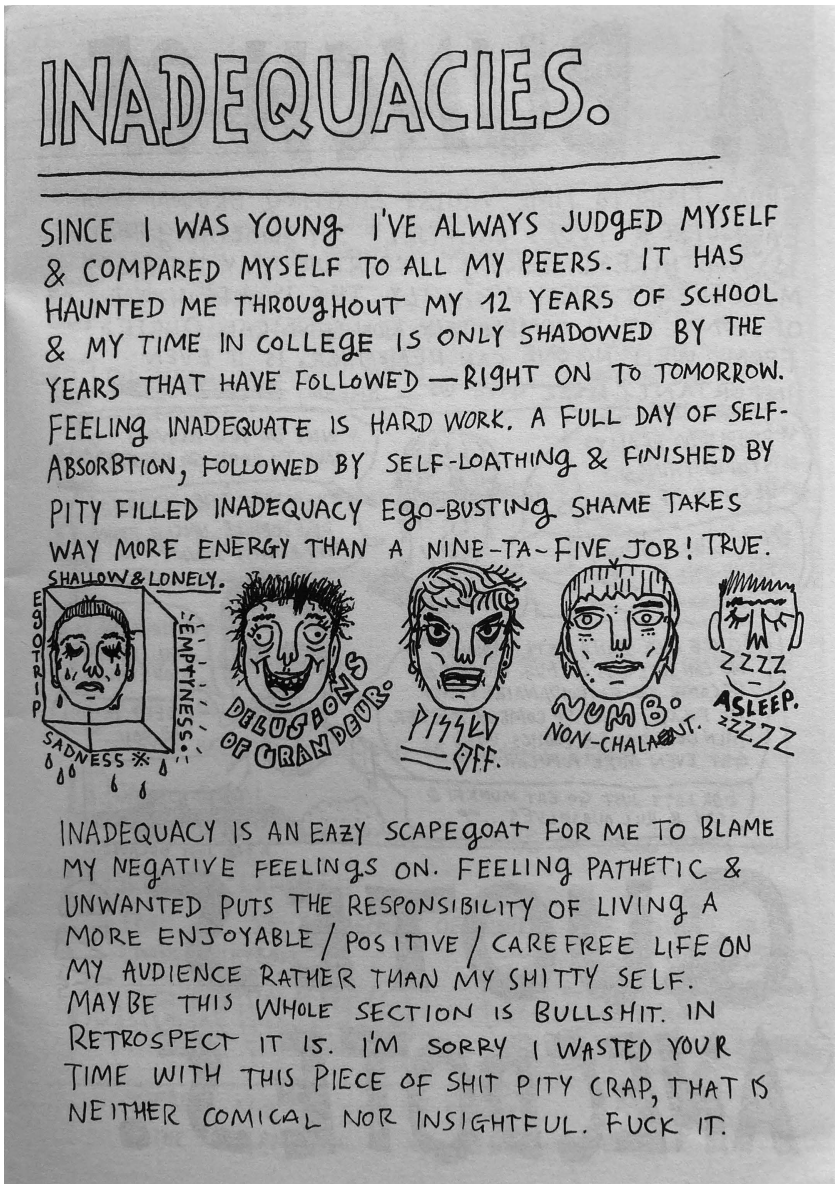 INADEQUACIES.
SINCE I WAS YOUNG I'VE ALWAYS JUDGED MYSELF
& COMPARED MYSELF TO ALL MY PEERS. IT HAS
HAUNTED ME THROUGHOUT MY 12 YEARS OF SCHOOL
& MY TIME IN COLLEGE IS ONLY SHADOWED BY THE
YEARS THAT HAVE FOLLOWED — RIGHT ON TO TOMORROW.
FEELING INADEQUATE IS HARD WORK. A FULL DAY OF SELF-
ABSORBTION, FOLLOWED BY SELF-LOATHING & FINISHED BY
PITY FILLED INADEQUACY EGO-BUSTING SHAME TAKES
WAY MORE ENERGY THAN A NINE-TA-FIVE JOB! TRUE.
SHALLOW & LONELY.
EGOTRIP
EMPTINESS.
SADNESS
DELUSIONS
OF GRANDEUR.
PISSED
OFF.
NUMB.
NON-CHALANT.
ZZZZ
ASLEEP.
ZZZZZZ
INADEQUACY IS AN EAZY SCAPEGOAT FOR ME TO BLAME
MY NEGATIVE FEELINGS ON. FEELING PATHETIC &
UNWANTED PUTS THE RESPONSIBILITY OF LIVING A
MORE ENJOYABLE / POSITIVE / CAREFREE LIFE ON
MY AUDIENCE RATHER THAN MY SHITTY SELF.
MAYBE THIS WHOLE SECTION IS BULLSHIT. IN
RETROSPECT IT IS. I'M SORRY I WASTED YOUR
TIME WITH THIS PIECE OF SHIT PITY CRAP, THAT IS
NEITHER COMICAL NOR INSIGHTFUL. FUCK IT.